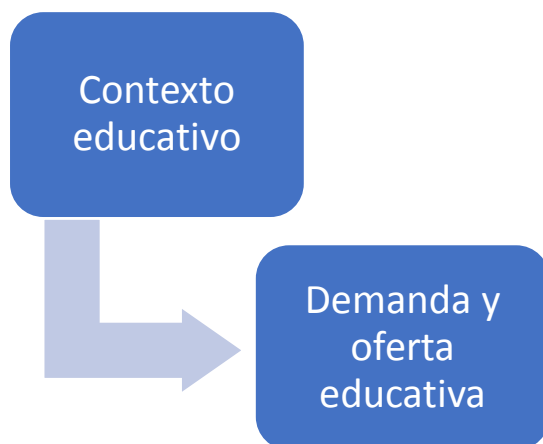 Contexto
educativo
Demanda y
oferta
educativa